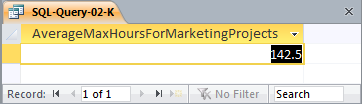 SQL-Query-02-K
AverageMaxHoursForMarketingProjects
142.5
Record: 1 of 1 No Filter Search